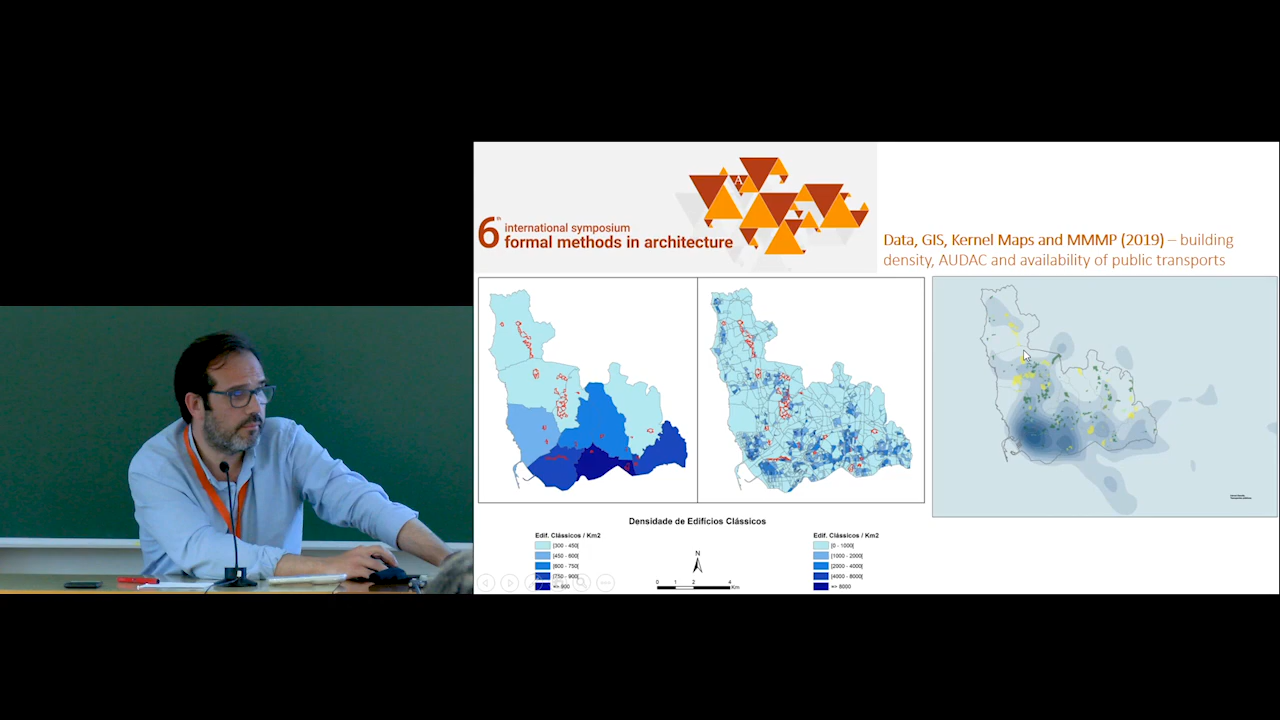 6th
international symposium
formal methods in architecture
A
Data, GIS, Kernel Maps and MMMP (2019) – building
density, AUDAC and availability of public transports
Densidade de Edifícios Clássicos
Edif. Clássicos / Km2
[300 - 450[
[450 - 600[
[600 - 750[
[750 - 900[
=> 900
N
0 1 2 4
Km
Edif. Clássicos / Km2
[0 - 1000[
[1000 - 2000[
[2000 - 4000[
[4000 - 8000[
=> 8000